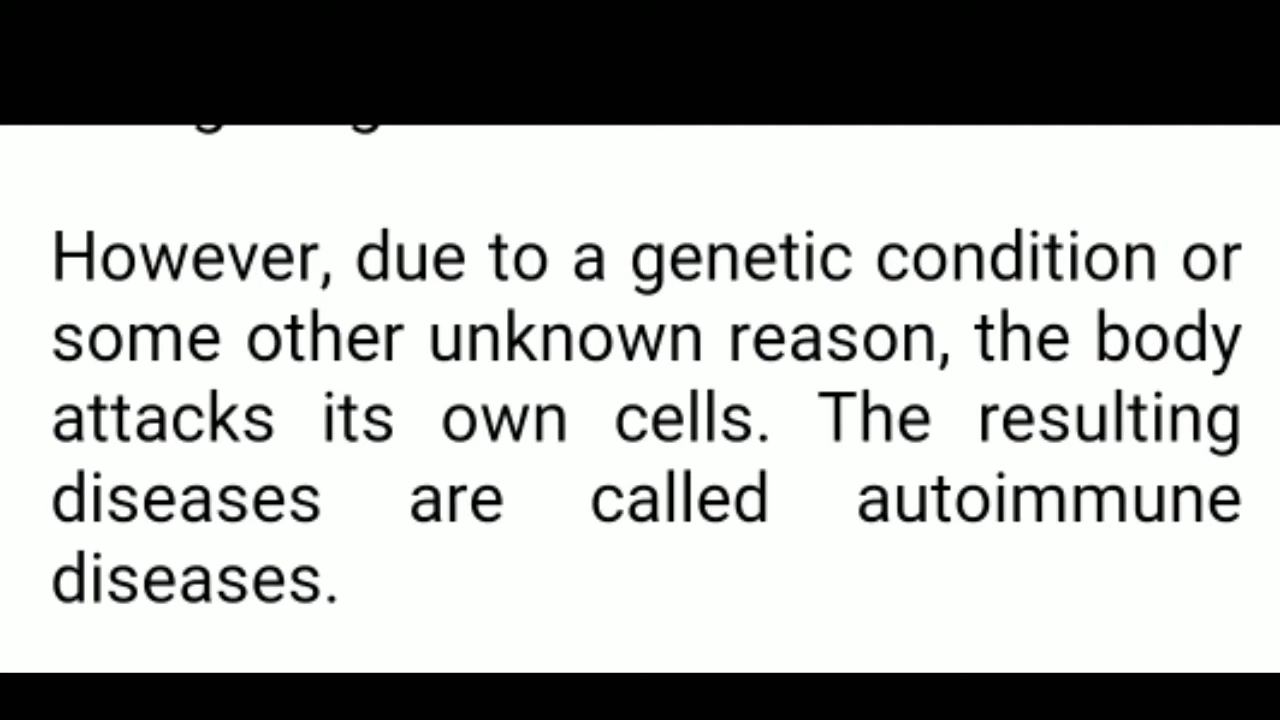 However, due to a genetic condition or
some other unknown reason, the body
attacks its own cells. The resulting
diseases are called autoimmune
diseases.